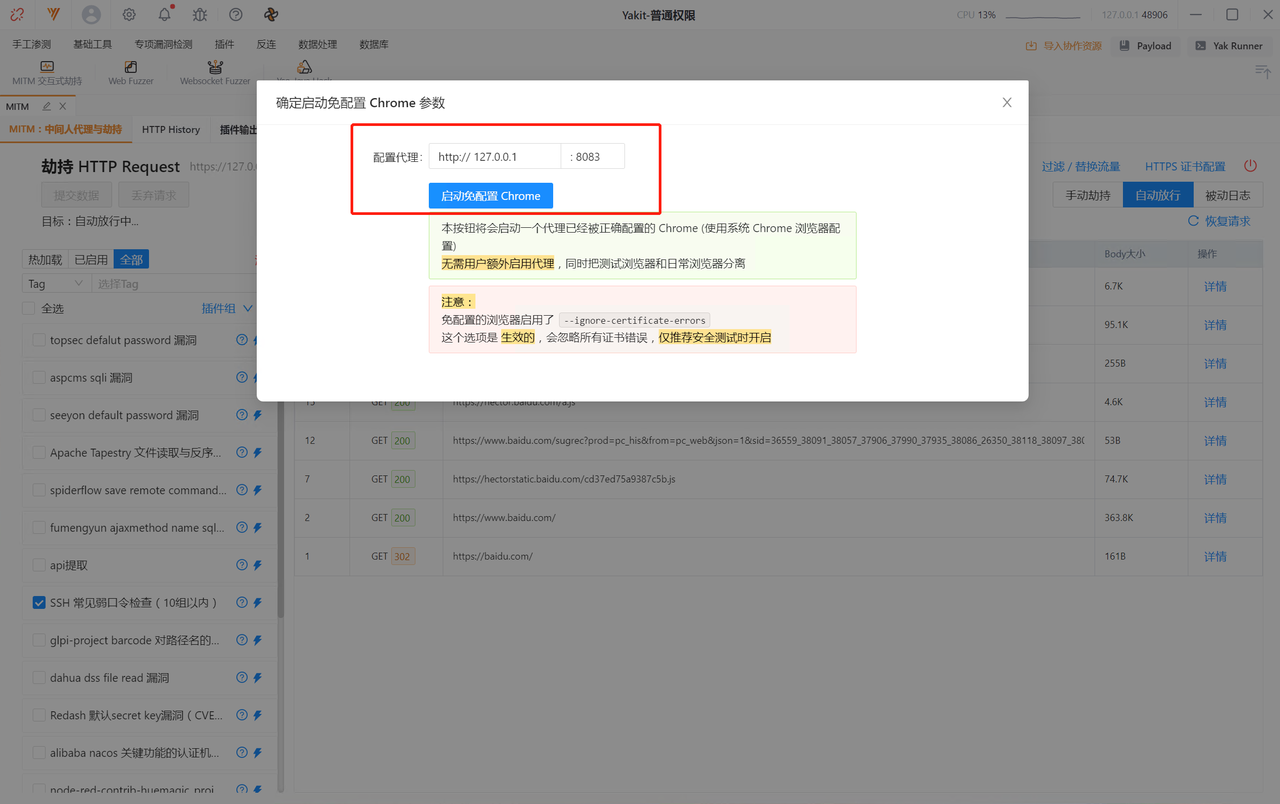 Yakit-普通权限
CPU 13%
127.0.0.1 48906
手工渗测
基础工具
专项漏洞检测
插件
反连
数据处理
数据库
导入协作资源
Payload
Yak Runner
MITM 交互式劫持
Web Fuzzer
Websocket Fuzzer
MITM
MITM：中间人代理与劫持
HTTP History
插件输出
确定启动免配置 Chrome 参数
配置代理:
http:// 127.0.0.1
: 8083
启动免配置 Chrome
本按钮将会启动一个代理已经被正确配置的 Chrome (使用系统 Chrome 浏览器配
置)
无需用户额外启用代理，同时把测试浏览器和日常浏览器分离
注意：
免配置的浏览器启用了 --ignore-certificate-errors
这个选项是 生效的，会忽略所有证书错误，仅推荐安全测试时开启
劫持 HTTP Request
https://127.0.
过滤 / 替换流量
HTTPS 证书配置
提交数据
丢弃请求
手动劫持
自动放行
被动日志
目标：自动放行中...
恢复请求
热加载
已启用
全部
Tag
选择Tag
全选
插件组
topsec defalut password 漏洞
aspcms sqli 漏洞
seeyon default password 漏洞
Apache Tapestry 文件读取与反序...
spiderflow save remote command...
fumengyun ajaxmethod name sql...
api提取
SSH 常见弱口令检查（10组以内）
glpi-project barcode 对路径名的...
dahua dss file read 漏洞
Redash 默认secret key漏洞（CVE...
alibaba nacos 关键功能的认证机...
node-red-contrib-huemagic proj...
Body大小
操作
6.7K
详情
95.1K
详情
255B
详情
13
GET 200
https://hector.baidu.com/a.js
4.6K
详情
12
GET 200
https://www.baidu.com/sugrec?prod=pc_his&from=pc_web&json=1&sid=36559_38091_38057_37906_37990_37935_38086_26350_38118_38097_380
53B
详情
7
GET 200
https://hectorstatic.baidu.com/cd37ed75a9387c5b.js
74.7K
详情
2
GET 200
https://www.baidu.com/
363.8K
详情
1
GET 302
https://baidu.com/
161B
详情